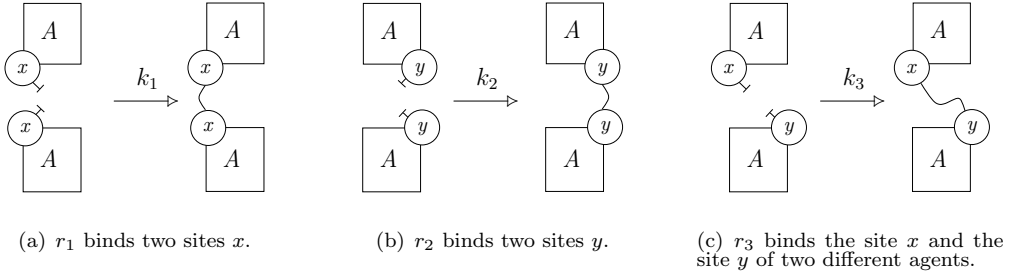 A A A A A A
x x y y x x
k₁ k₂ k₃
x x y y y y
A A A A A A
(a) r₁ binds two sites x. (b) r₂ binds two sites y. (c) r₃ binds the site x and the
site y of two different agents.